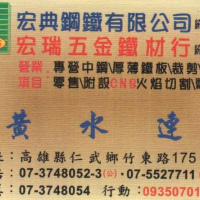 宏典鋼鐵有限公司
宏瑞五金鐵材行
營業：專營中鋼/厚薄鐵板/裁剪
項目：零售/附設CNG火焰切割
黃水達
：高雄縣仁武鄉竹東路175
：07-3748052-3(公)・07-5527711
：07-3748054 行動：09350701